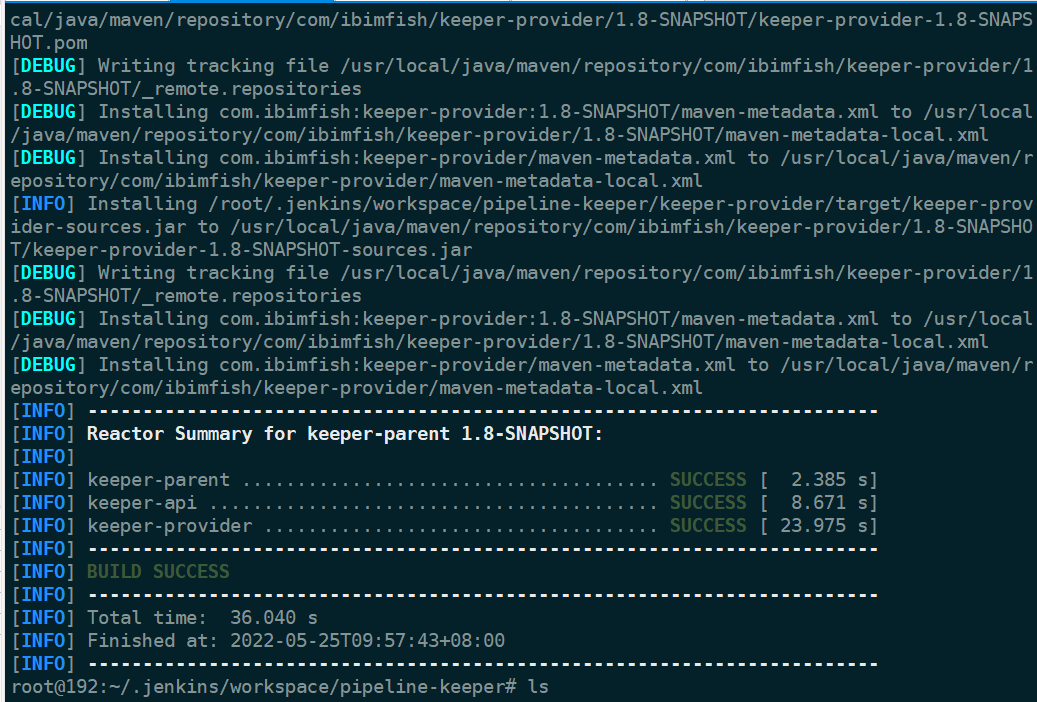 cal/java/maven/repository/com/ibimfish/keeper-provider/1.8-SNAPSHOT/keeper-provider-1.8-SNAPS
HOT.pom
[DEBUG] Writing tracking file /usr/local/java/maven/repository/com/ibimfish/keeper-provider/1
.8-SNAPSHOT/_remote.repositories
[DEBUG] Installing com.ibimfish:keeper-provider:1.8-SNAPSHOT/maven-metadata.xml to /usr/local
/java/maven/repository/com/ibimfish/keeper-provider/1.8-SNAPSHOT/maven-metadata-local.xml
[DEBUG] Installing com.ibimfish:keeper-provider/maven-metadata.xml to /usr/local/java/maven/r
epository/com/ibimfish/keeper-provider/maven-metadata-local.xml
[INFO] Installing /root/.jenkins/workspace/pipeline-keeper/keeper-provider/target/keeper-prov
ider-sources.jar to /usr/local/java/maven/repository/com/ibimfish/keeper-provider/1.8-SNAPSHO
T/keeper-provider-1.8-SNAPSHOT-sources.jar
[DEBUG] Writing tracking file /usr/local/java/maven/repository/com/ibimfish/keeper-provider/1
.8-SNAPSHOT/_remote.repositories
[DEBUG] Installing com.ibimfish:keeper-provider:1.8-SNAPSHOT/maven-metadata.xml to /usr/local
/java/maven/repository/com/ibimfish/keeper-provider/1.8-SNAPSHOT/maven-metadata-local.xml
[DEBUG] Installing com.ibimfish:keeper-provider/maven-metadata.xml to /usr/local/java/maven/r
epository/com/ibimfish/keeper-provider/maven-metadata-local.xml
[INFO] ------------------------------------------------------------------------
[INFO] Reactor Summary for keeper-parent 1.8-SNAPSHOT:
[INFO]
[INFO] keeper-parent ...................................... SUCCESS [  2.385 s]
[INFO] keeper-api ......................................... SUCCESS [  8.671 s]
[INFO] keeper-provider .................................... SUCCESS [ 23.975 s]
[INFO] ------------------------------------------------------------------------
[INFO] BUILD SUCCESS
[INFO] ------------------------------------------------------------------------
[INFO] Total time:  36.040 s
[INFO] Finished at: 2022-05-25T09:57:43+08:00
[INFO] ------------------------------------------------------------------------
root@192:~/.jenkins/workspace/pipeline-keeper# ls